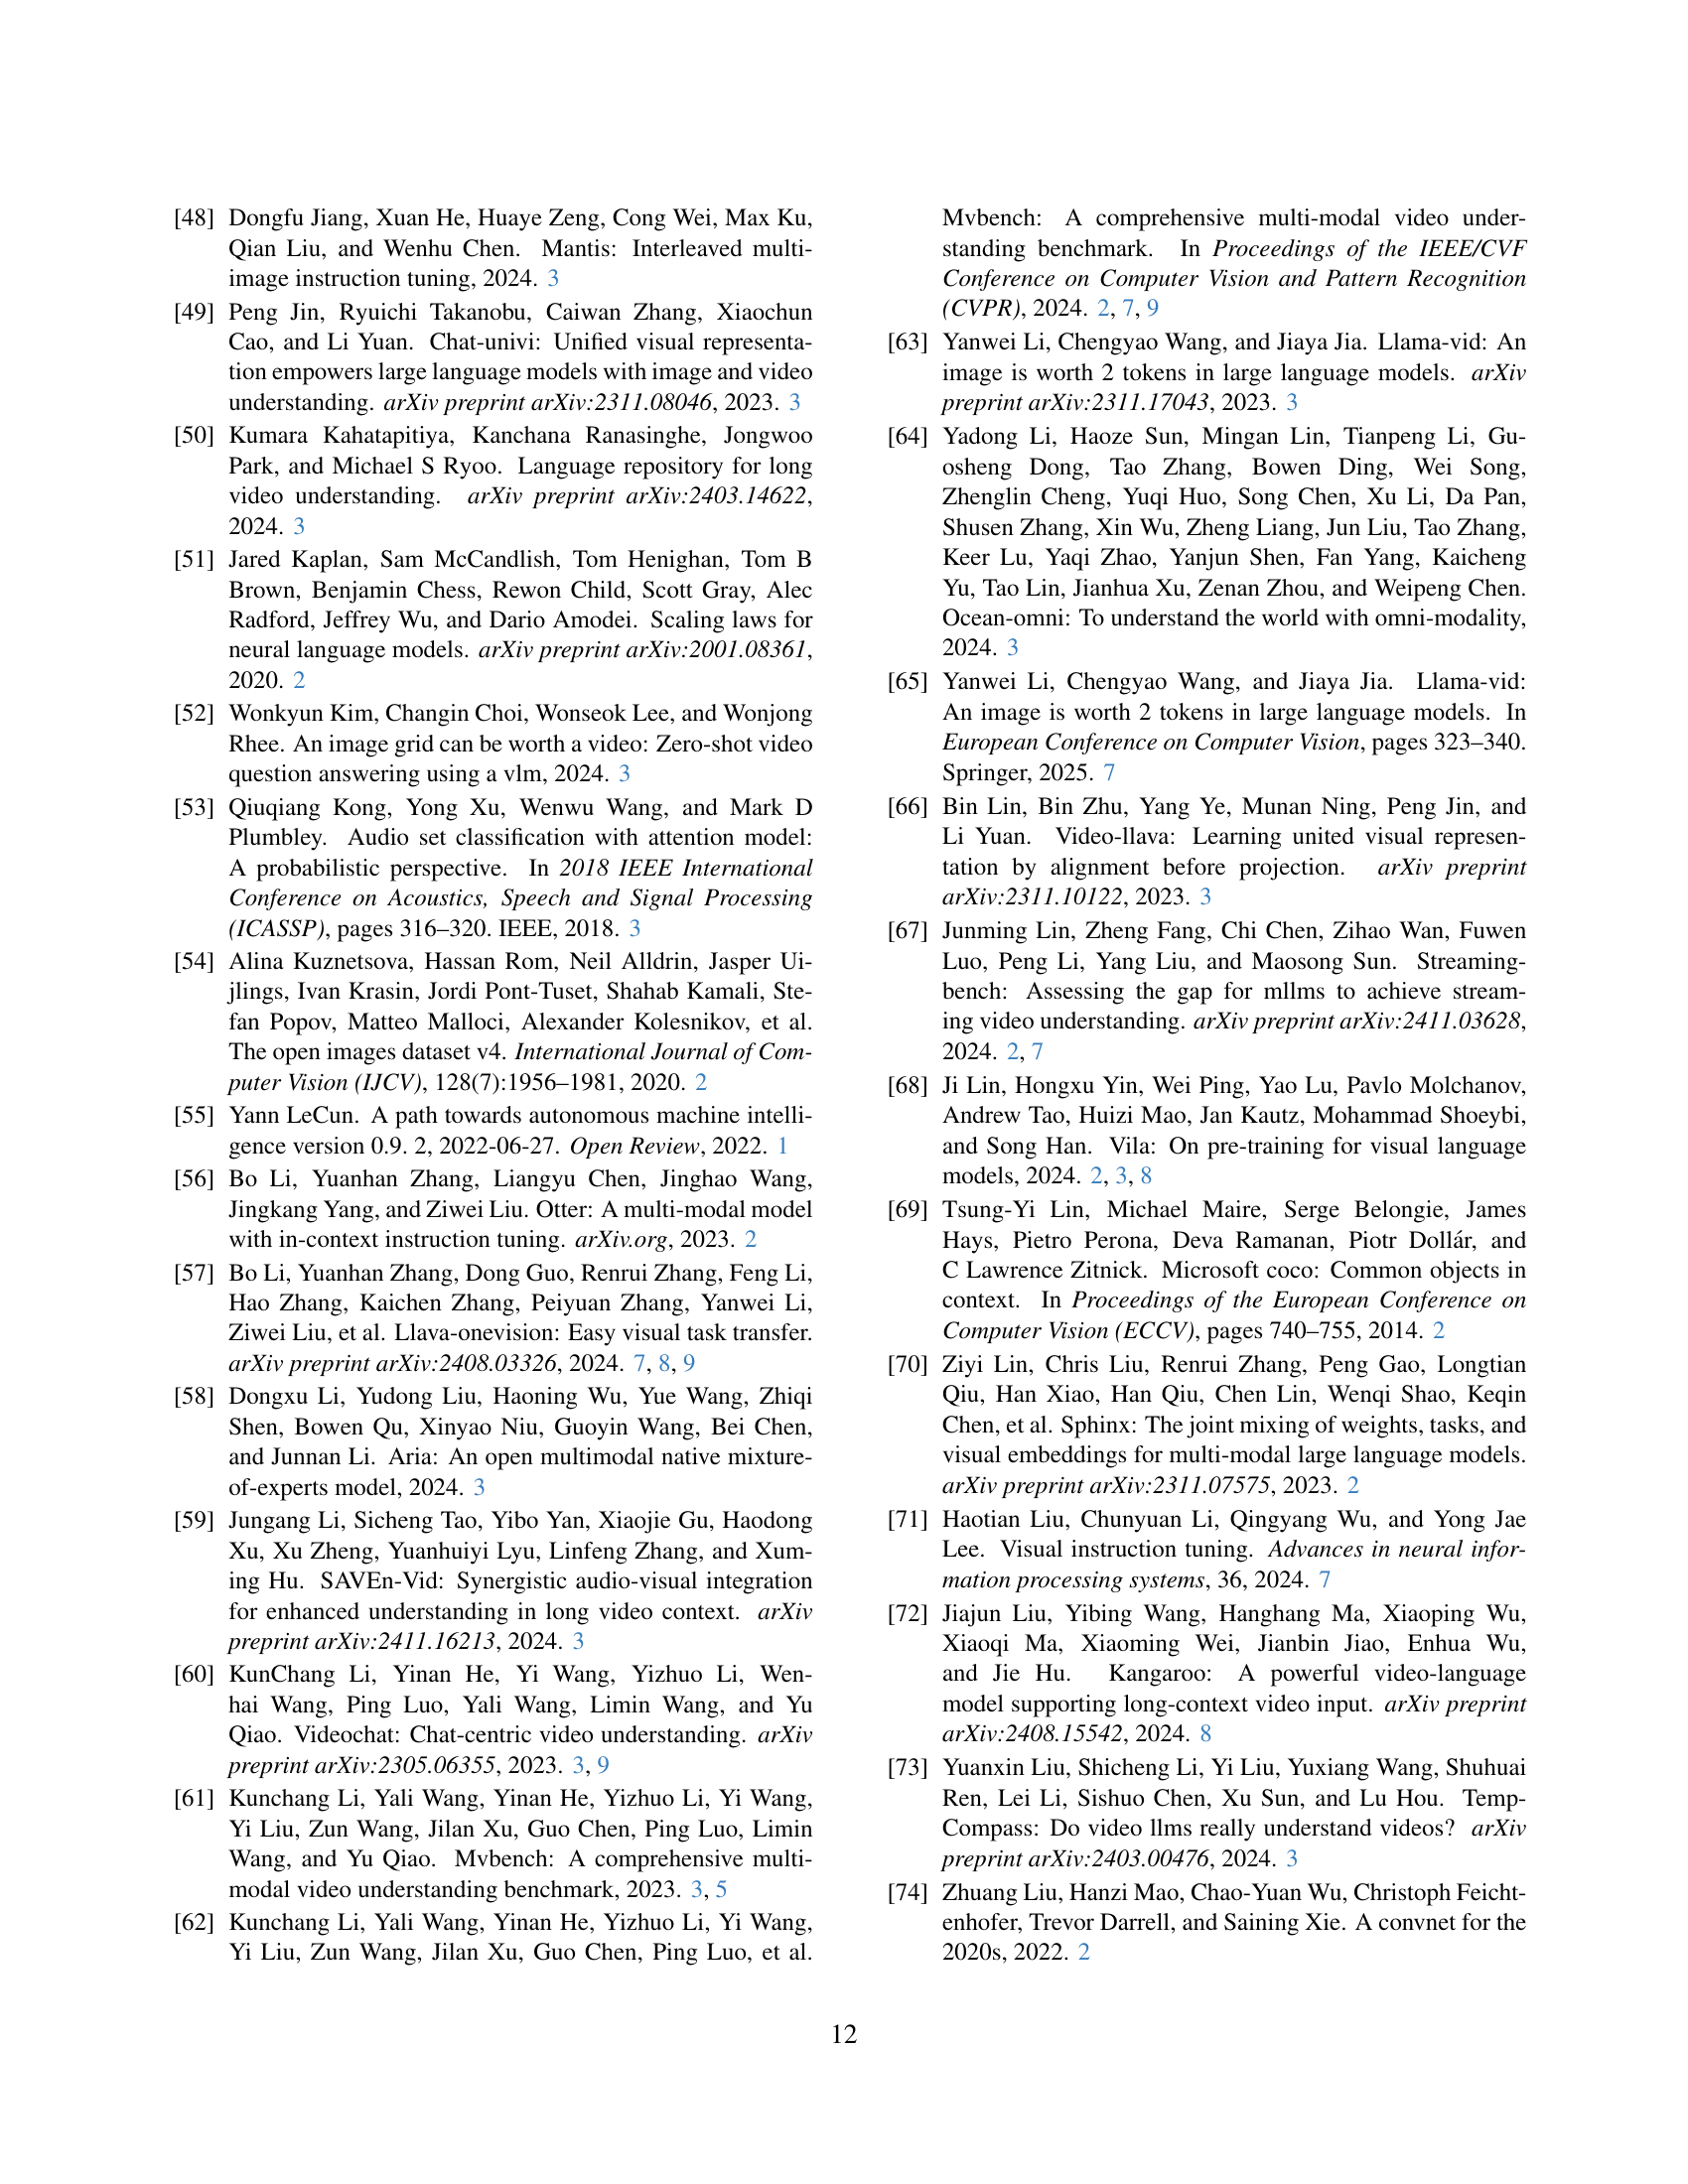 [48] Dongfu Jiang, Xuan He, Huaye Zeng, Cong Wei, Max Ku,
Qian Liu, and Wenhu Chen. Mantis: Interleaved multi-
image instruction tuning, 2024. 3
[49] Peng Jin, Ryuichi Takanobu, Caiwan Zhang, Xiaochun
Cao, and Li Yuan. Chat-univi: Unified visual representa-
tion empowers large language models with image and video
understanding. arXiv preprint arXiv:2311.08046, 2023. 3
[50] Kumara Kahatapitiya, Kanchana Ranasinghe, Jongwoo
Park, and Michael S Ryoo. Language repository for long
video understanding. arXiv preprint arXiv:2403.14622,
2024. 3
[51] Jared Kaplan, Sam McCandlish, Tom Henighan, Tom B
Brown, Benjamin Chess, Rewon Child, Scott Gray, Alec
Radford, Jeffrey Wu, and Dario Amodei. Scaling laws for
neural language models. arXiv preprint arXiv:2001.08361,
2020. 2
[52] Wonkyun Kim, Changin Choi, Wonseok Lee, and Wonjong
Rhee. An image grid can be worth a video: Zero-shot video
question answering using a vlm, 2024. 3
[53] Qiuqiang Kong, Yong Xu, Wenwu Wang, and Mark D
Plumbley. Audio set classification with attention model:
A probabilistic perspective. In 2018 IEEE International
Conference on Acoustics, Speech and Signal Processing
(ICASSP), pages 316–320. IEEE, 2018. 3
[54] Alina Kuznetsova, Hassan Rom, Neil Alldrin, Jasper Ui-
jlings, Ivan Krasin, Jordi Pont-Tuset, Shahab Kamali, Ste-
fan Popov, Matteo Malloci, Alexander Kolesnikov, et al.
The open images dataset v4. International Journal of Com-
puter Vision (IJCV), 128(7):1956–1981, 2020. 2
[55] Yann LeCun. A path towards autonomous machine intelli-
gence version 0.9. 2, 2022-06-27. Open Review, 2022. 1
[56] Bo Li, Yuanhan Zhang, Liangyu Chen, Jinghao Wang,
Jingkang Yang, and Ziwei Liu. Otter: A multi-modal model
with in-context instruction tuning. arXiv.org, 2023. 2
[57] Bo Li, Yuanhan Zhang, Dong Guo, Renrui Zhang, Feng Li,
Hao Zhang, Kaichen Zhang, Peiyuan Zhang, Yanwei Li,
Ziwei Liu, et al. Llava-onevision: Easy visual task transfer.
arXiv preprint arXiv:2408.03326, 2024. 7, 8, 9
[58] Dongxu Li, Yudong Liu, Haoning Wu, Yue Wang, Zhiqi
Shen, Bowen Qu, Xinyao Niu, Guoyin Wang, Bei Chen,
and Junnan Li. Aria: An open multimodal native mixture-
of-experts model, 2024. 3
[59] Jungang Li, Sicheng Tao, Yibo Yan, Xiaojie Gu, Haodong
Xu, Xu Zheng, Yuanhuiyi Lyu, Linfeng Zhang, and Xum-
ing Hu. SAVEn-Vid: Synergistic audio-visual integration
for enhanced understanding in long video context. arXiv
preprint arXiv:2411.16213, 2024. 3
[60] KunChang Li, Yinan He, Yi Wang, Yizhuo Li, Wen-
hai Wang, Ping Luo, Yali Wang, Limin Wang, and Yu
Qiao. Videochat: Chat-centric video understanding. arXiv
preprint arXiv:2305.06355, 2023. 3, 9
[61] Kunchang Li, Yali Wang, Yinan He, Yizhuo Li, Yi Wang,
Yi Liu, Zun Wang, Jilan Xu, Guo Chen, Ping Luo, Limin
Wang, and Yu Qiao. Mvbench: A comprehensive multi-
modal video understanding benchmark, 2023. 3, 5
[62] Kunchang Li, Yali Wang, Yinan He, Yizhuo Li, Yi Wang,
Yi Liu, Zun Wang, Jilan Xu, Guo Chen, Ping Luo, et al.
Mvbench: A comprehensive multi-modal video under-
standing benchmark. In Proceedings of the IEEE/CVF
Conference on Computer Vision and Pattern Recognition
(CVPR), 2024. 2, 7, 9
[63] Yanwei Li, Chengyao Wang, and Jiaya Jia. Llama-vid: An
image is worth 2 tokens in large language models. arXiv
preprint arXiv:2311.17043, 2023. 3
[64] Yadong Li, Haoze Sun, Mingan Lin, Tianpeng Li, Gu-
osheng Dong, Tao Zhang, Bowen Ding, Wei Song,
Zhenglin Cheng, Yuqi Huo, Song Chen, Xu Li, Da Pan,
Shusen Zhang, Xin Wu, Zheng Liang, Jun Liu, Tao Zhang,
Keer Lu, Yaqi Zhao, Yanjun Shen, Fan Yang, Kaicheng
Yu, Tao Lin, Jianhua Xu, Zenan Zhou, and Weipeng Chen.
Ocean-omni: To understand the world with omni-modality,
2024. 3
[65] Yanwei Li, Chengyao Wang, and Jiaya Jia. Llama-vid:
An image is worth 2 tokens in large language models. In
European Conference on Computer Vision, pages 323–340.
Springer, 2025. 7
[66] Bin Lin, Bin Zhu, Yang Ye, Munan Ning, Peng Jin, and
Li Yuan. Video-llava: Learning united visual represen-
tation by alignment before projection. arXiv preprint
arXiv:2311.10122, 2023. 3
[67] Junming Lin, Zheng Fang, Chi Chen, Zihao Wan, Fuwen
Luo, Peng Li, Yang Liu, and Maosong Sun. Streaming-
bench: Assessing the gap for mllms to achieve stream-
ing video understanding. arXiv preprint arXiv:2411.03628,
2024. 2, 7
[68] Ji Lin, Hongxu Yin, Wei Ping, Yao Lu, Pavlo Molchanov,
Andrew Tao, Huizi Mao, Jan Kautz, Mohammad Shoeybi,
and Song Han. Vila: On pre-training for visual language
models, 2024. 2, 3, 8
[69] Tsung-Yi Lin, Michael Maire, Serge Belongie, James
Hays, Pietro Perona, Deva Ramanan, Piotr Dollár, and
C Lawrence Zitnick. Microsoft coco: Common objects in
context. In Proceedings of the European Conference on
Computer Vision (ECCV), pages 740–755, 2014. 2
[70] Ziyi Lin, Chris Liu, Renrui Zhang, Peng Gao, Longtian
Qiu, Han Xiao, Han Qiu, Chen Lin, Wenqi Shao, Keqin
Chen, et al. Sphinx: The joint mixing of weights, tasks, and
visual embeddings for multi-modal large language models.
arXiv preprint arXiv:2311.07575, 2023. 2
[71] Haotian Liu, Chunyuan Li, Qingyang Wu, and Yong Jae
Lee. Visual instruction tuning. Advances in neural infor-
mation processing systems, 36, 2024. 7
[72] Jiajun Liu, Yibing Wang, Hanghang Ma, Xiaoping Wu,
Xiaoqi Ma, Xiaoming Wei, Jianbin Jiao, Enhua Wu,
and Jie Hu. Kangaroo: A powerful video-language
model supporting long-context video input. arXiv preprint
arXiv:2408.15542, 2024. 8
[73] Yuanxin Liu, Shicheng Li, Yi Liu, Yuxiang Wang, Shuhuai
Ren, Lei Li, Sishuo Chen, Xu Sun, and Lu Hou. Temp-
Compass: Do video llms really understand videos? arXiv
preprint arXiv:2403.00476, 2024. 3
[74] Zhuang Liu, Hanzi Mao, Chao-Yuan Wu, Christoph Feicht-
enhofer, Trevor Darrell, and Saining Xie. A convnet for the
2020s, 2022. 2
12